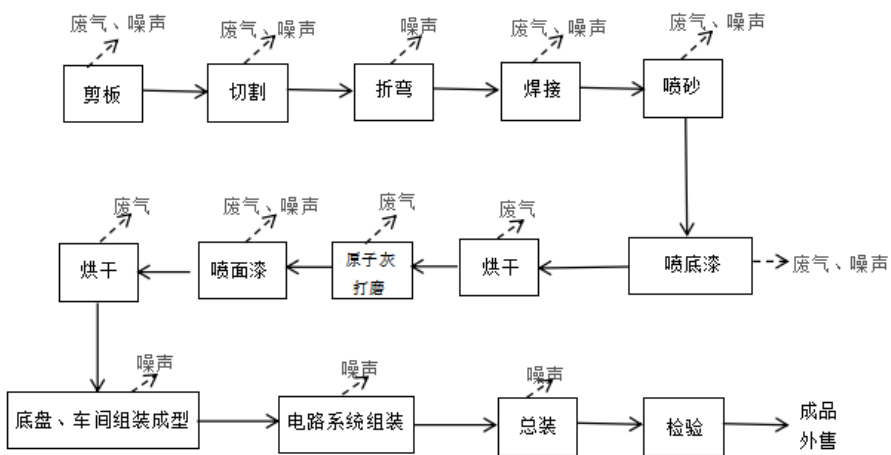 废气、噪声
废气、噪声
噪声
废气、噪声
废气、噪声
剪板
切割
折弯
焊接
喷砂
废气
废气、噪声
废气
废气
烘干
喷面漆
原子灰
打磨
烘干
喷底漆
废气、噪声
噪声
噪声
噪声
底盘、车间组装成型
电路系统组装
总装
检验
成品
外售